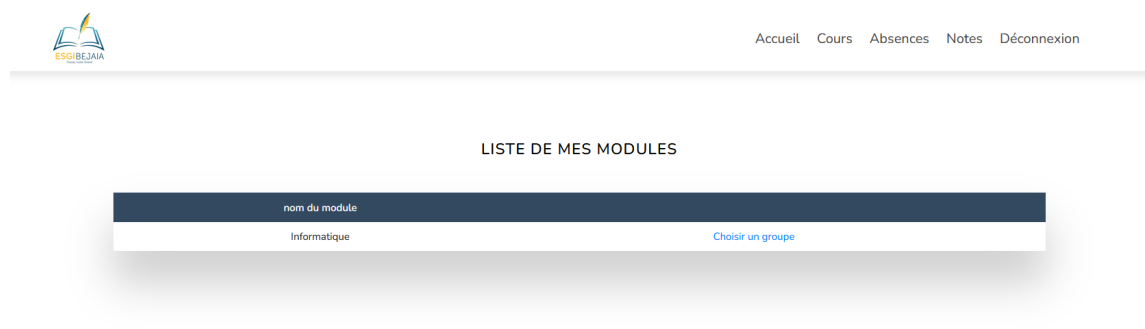 Accueil Cours Absences Notes Déconnexion
ESGIBEJAIA
LISTE DE MES MODULES
nom du module
Informatique Choisir un groupe